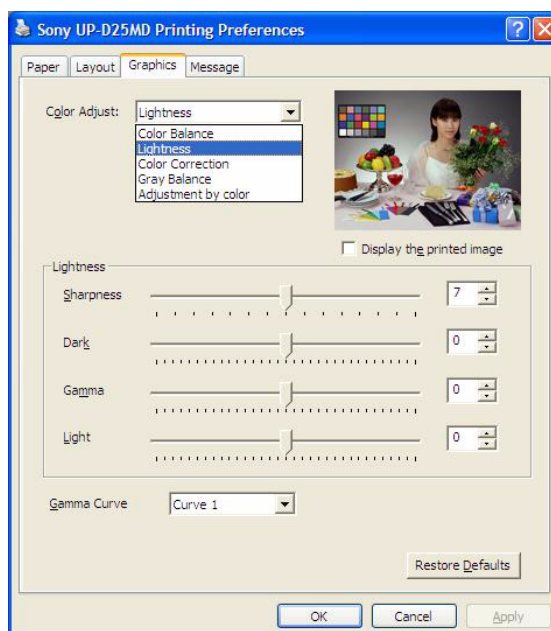 Sony UP-D25MD Printing Preferences
Paper Layout Graphics Message
Color Adjust: Lightness
Color Balance
Lightness
Color Correction
Gray Balance
Adjustment by color
Display the printed image
Lightness
Sharpness 7
Dark 0
Gamma 0
Light 0
Gamma Curve Curve 1
Restore Defaults
OK Cancel Apply